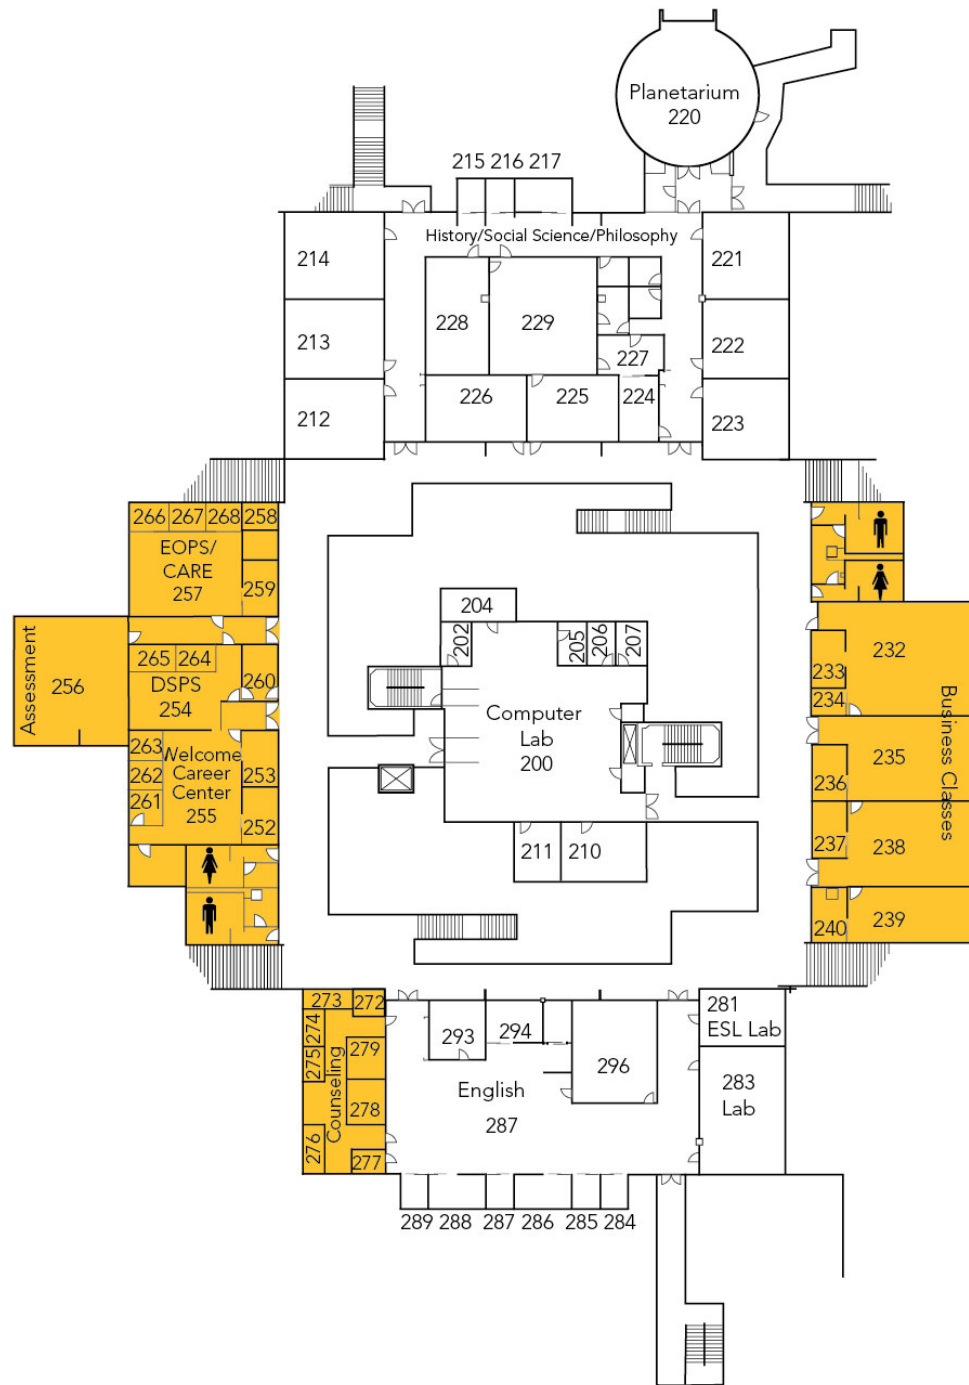 Planetarium
220
215 216 217
History/Social Science/Philosophy
214
221
228
229
213
222
227
226
225
224
212
223
266 267 268 258
EOPS/
CARE
257
259
204
202
205
206
207
232
Assessment
256
265 264
DSPS
254
260
233
234
Computer
Lab
200
Business Classes
263
262
261
Welcome
Career
Center
255
253
252
235
236
237
238
211
210
240
239
273 272
274
275
279
Counseling
278
276
277
293
294
296
English
287
281
ESL Lab
283
Lab
289 288 287 286 285 284